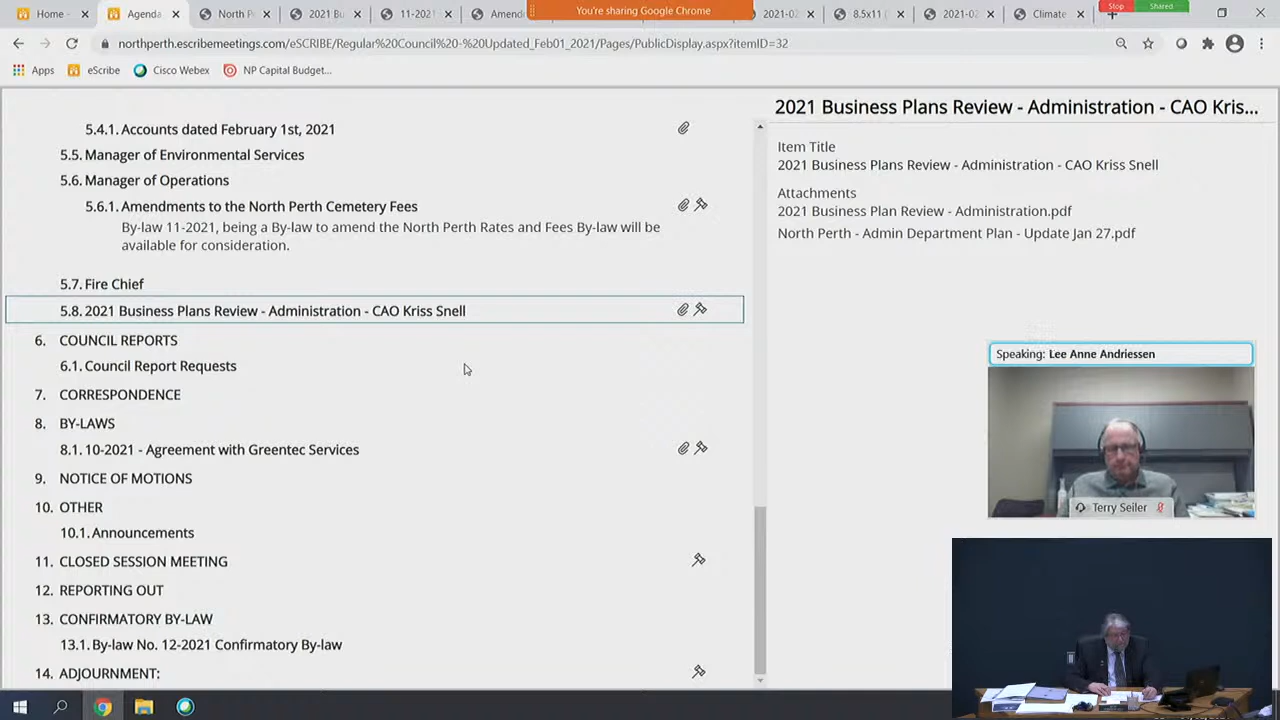 Home -
Agenda
North P
2021 Bu
11-2021
Amend
You're sharing Google Chrome
2021-02
8.5x11 (
2021-02
Climate
Stop
Shared
northperth.escribemeetings.com/eSCRIBE/Regular%20Council%20-%20Updated_Feb01_2021/Pages/PublicDisplay.aspx?itemID=32
Apps
eScribe
Cisco Webex
NP Capital Budget...
5.4.1. Accounts dated February 1st, 2021
5.5. Manager of Environmental Services
5.6. Manager of Operations
5.6.1. Amendments to the North Perth Cemetery Fees
By-law 11-2021, being a By-law to amend the North Perth Rates and Fees By-law will be
available for consideration.
5.7. Fire Chief
5.8. 2021 Business Plans Review - Administration - CAO Kriss Snell
6. COUNCIL REPORTS
6.1. Council Report Requests
7. CORRESPONDENCE
8. BY-LAWS
8.1. 10-2021 - Agreement with Greentec Services
9. NOTICE OF MOTIONS
10. OTHER
10.1. Announcements
11. CLOSED SESSION MEETING
12. REPORTING OUT
13. CONFIRMATORY BY-LAW
13.1. By-law No. 12-2021 Confirmatory By-law
14. ADJOURNMENT:
2021 Business Plans Review - Administration - CAO Kris...
Item Title
2021 Business Plans Review - Administration - CAO Kriss Snell
Attachments
2021 Business Plan Review - Administration.pdf
North Perth - Admin Department Plan - Update Jan 27.pdf
Speaking: Lee Anne Andriessen
Terry Seiler